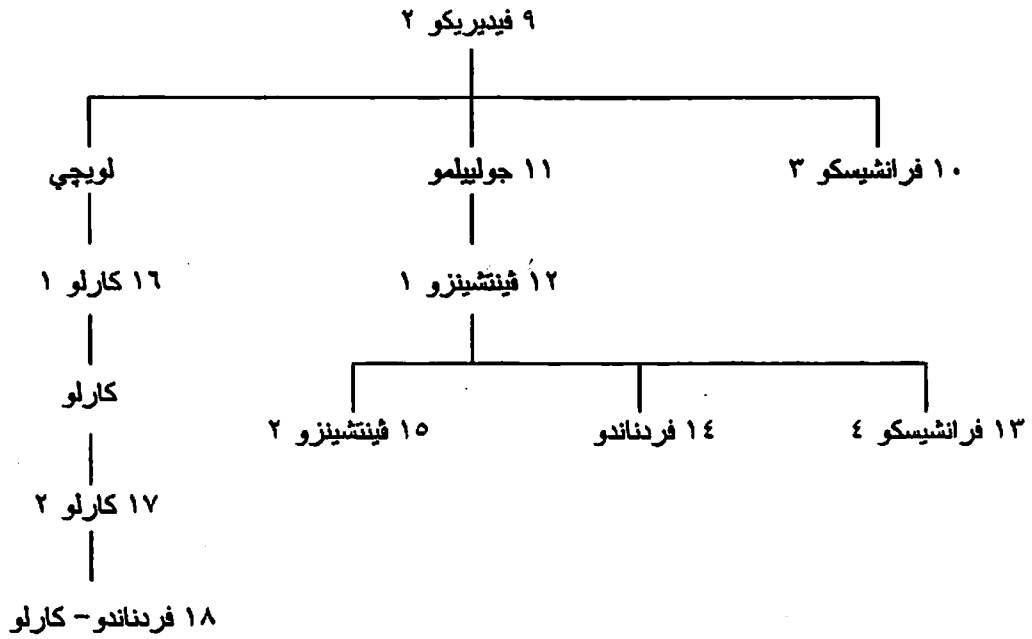 ٩ فيديريكو ٢
١٠ فرانشيسكو ٣
١١ جولييلمو
لويچي
١٢ ڤينتشينزو ١
١٦ كارلو ١
كارلو
١٣ فرانشيسكو ٤
١٤ فردناندو
١٥ ڤينتشينزو ٢
١٧ كارلو ٢
١٨ فردناندو - كارلو